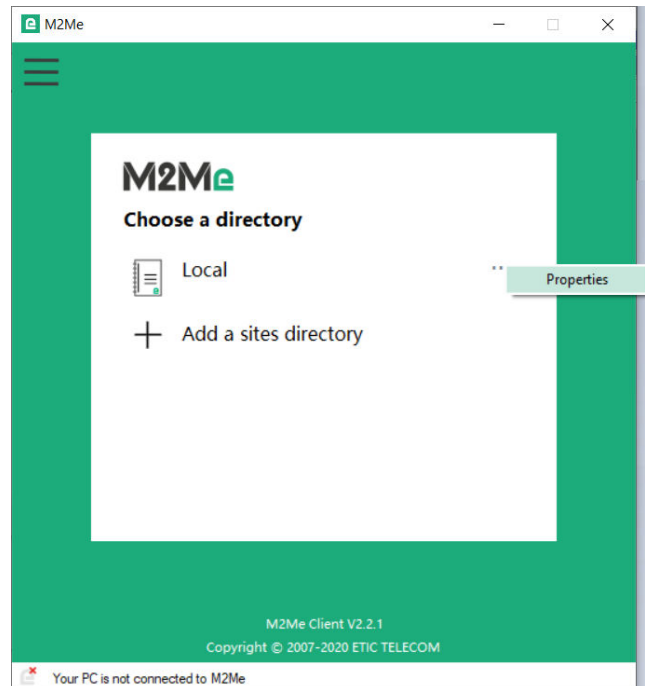 M2Me
M2Me
Choose a directory
Local
Properties
Add a sites directory
M2Me Client V2.2.1
Copyright © 2007-2020 ETIC TELECOM
Your PC is not connected to M2Me